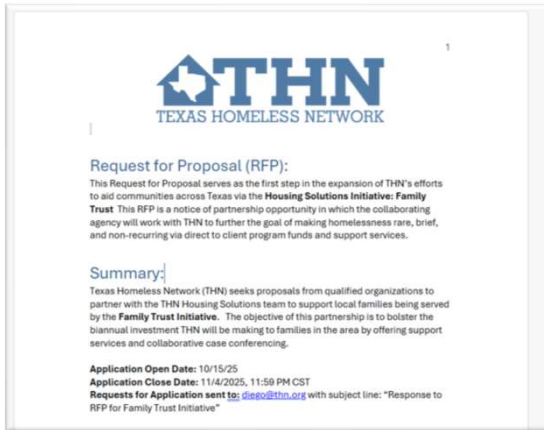 1
THN
TEXAS HOMELESS NETWORK
Request for Proposal (RFP):
This Request for Proposal serves as the first step in the expansion of THN's efforts
to aid communities across Texas via the Housing Solutions Initiative: Family
Trust This RFP is a notice of partnership opportunity in which the collaborating
agency will work with THN to further the goal of making homelessness rare, brief,
and non-recurring via direct to client program funds and support services.
Summary:
Texas Homeless Network (THN) seeks proposals from qualified organizations to
partner with the THN Housing Solutions team to support local families being served
by the Family Trust Initiative. The objective of this partnership is to bolster the
biannual investment THN will be making to families in the area by offering support
services and collaborative case conferencing.
Application Open Date: 10/15/25
Application Close Date: 11/4/2025, 11:59 PM CST
Requests for Application sent to: diego@thn.org with subject line: "Response to
RFP for Family Trust Initiative"